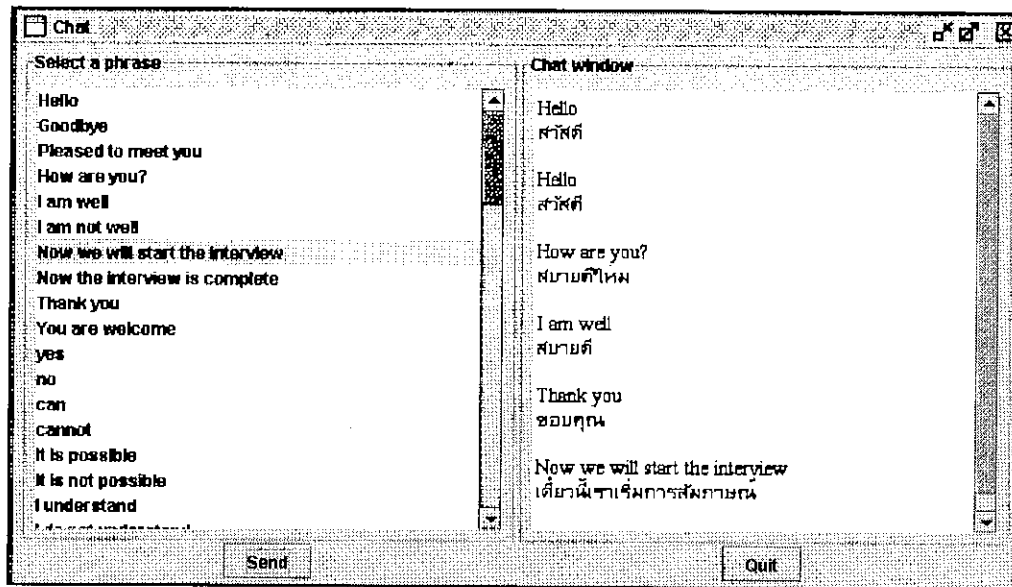 Chat
Select a phrase
Hello
Goodbye
Pleased to meet you
How are you?
I am well
I am not well
Now we will start the interview
Now the interview is complete
Thank you
You are welcome
yes
no
can
cannot
It is possible
It is not possible
I understand
I do not understand
Send
Chat window
Hello
สวัสดี
Hello
สวัสดี
How are you?
สบายดีไหม
I am well
สบายดี
Thank you
ขอบคุณ
Now we will start the interview
เดี๋ยวนี้เราเริ่มการสัมภาษณ์
Quit